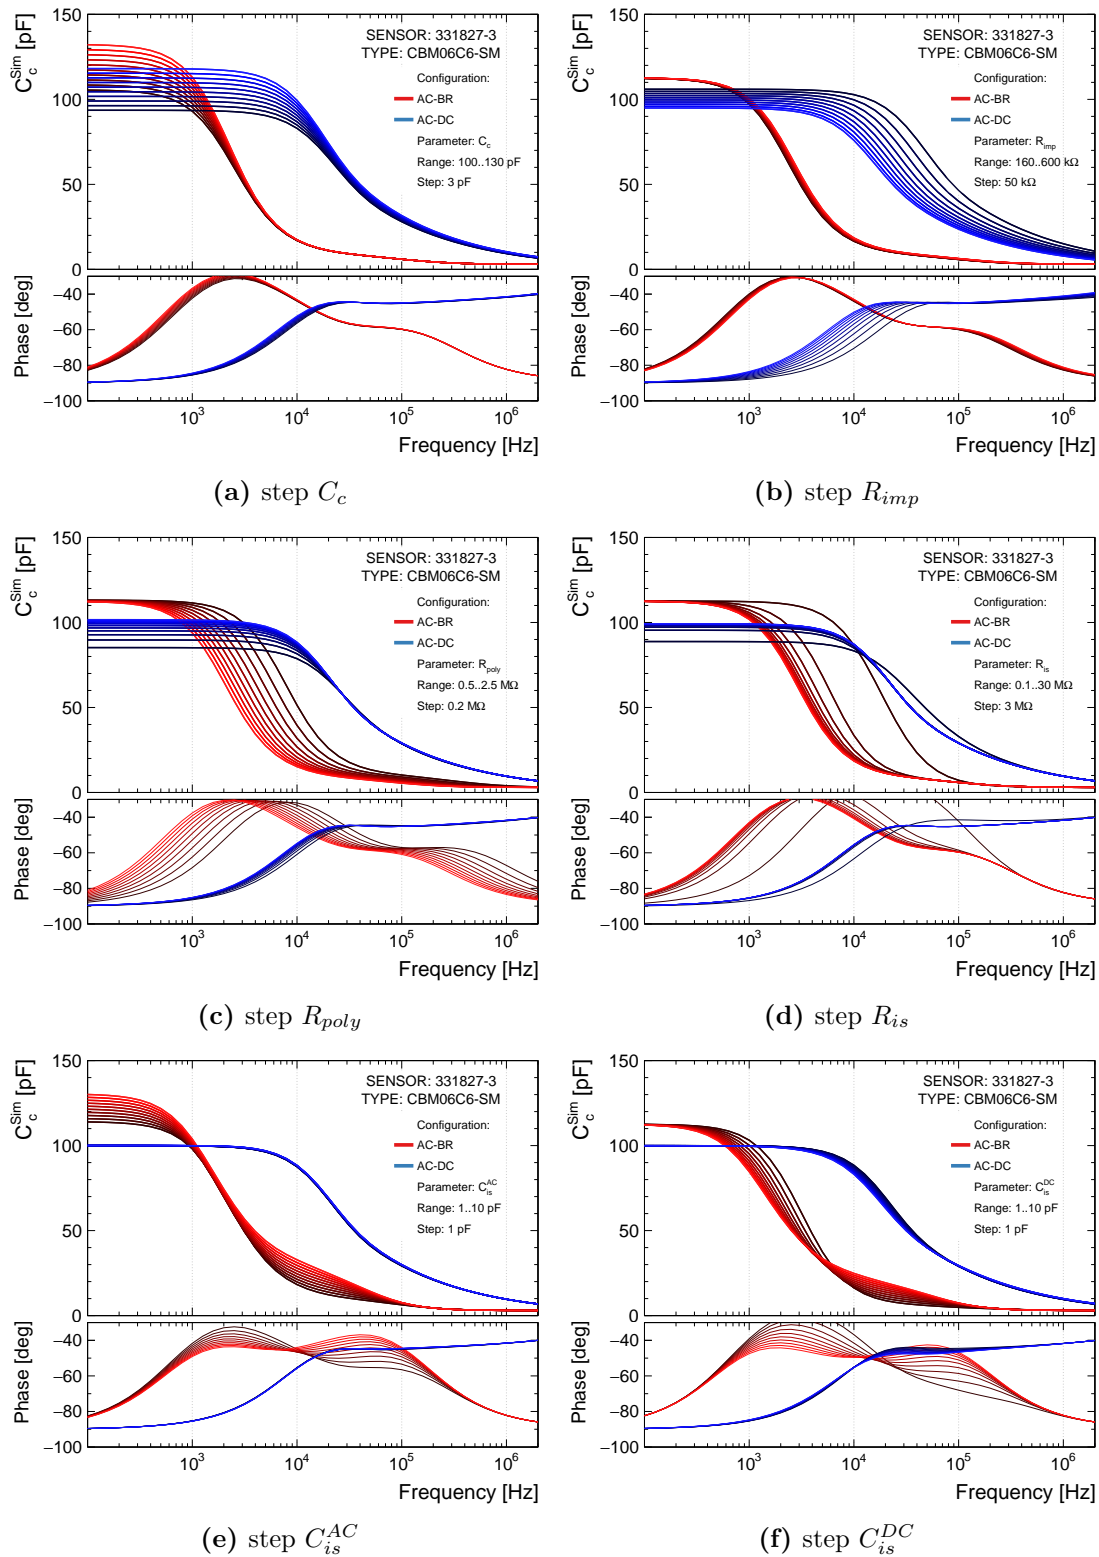 150
100
50
0
C_c^Sim [pF]
SENSOR: 331827-3
TYPE: CBM06C6-SM
Configuration:
AC-BR
AC-DC
Parameter: C_c
Range: 100..130 pF
Step: 3 pF
−40
−60
−80
−100
Phase [deg]
10^3 10^4 10^5 10^6
Frequency [Hz]
(a) step C_c
150
100
50
0
C_c^Sim [pF]
SENSOR: 331827-3
TYPE: CBM06C6-SM
Configuration:
AC-BR
AC-DC
Parameter: R_imp
Range: 160..600 kΩ
Step: 50 kΩ
−40
−60
−80
−100
Phase [deg]
10^3 10^4 10^5 10^6
Frequency [Hz]
(b) step R_imp
150
100
50
0
C_c^Sim [pF]
SENSOR: 331827-3
TYPE: CBM06C6-SM
Configuration:
AC-BR
AC-DC
Parameter: R_poly
Range: 0.5..2.5 MΩ
Step: 0.2 MΩ
−40
−60
−80
−100
Phase [deg]
10^3 10^4 10^5 10^6
Frequency [Hz]
(c) step R_poly
150
100
50
0
C_c^Sim [pF]
SENSOR: 331827-3
TYPE: CBM06C6-SM
Configuration:
AC-BR
AC-DC
Parameter: R_is
Range: 0.1..30 MΩ
Step: 3 MΩ
−40
−60
−80
−100
Phase [deg]
10^3 10^4 10^5 10^6
Frequency [Hz]
(d) step R_is
150
100
50
0
C_c^Sim [pF]
SENSOR: 331827-3
TYPE: CBM06C6-SM
Configuration:
AC-BR
AC-DC
Parameter: C_is^AC
Range: 1..10 pF
Step: 1 pF
−40
−60
−80
−100
Phase [deg]
10^3 10^4 10^5 10^6
Frequency [Hz]
(e) step C_is^AC
150
100
50
0
C_c^Sim [pF]
SENSOR: 331827-3
TYPE: CBM06C6-SM
Configuration:
AC-BR
AC-DC
Parameter: C_is^DC
Range: 1..10 pF
Step: 1 pF
−40
−60
−80
−100
Phase [deg]
10^3 10^4 10^5 10^6
Frequency [Hz]
(f) step C_is^DC